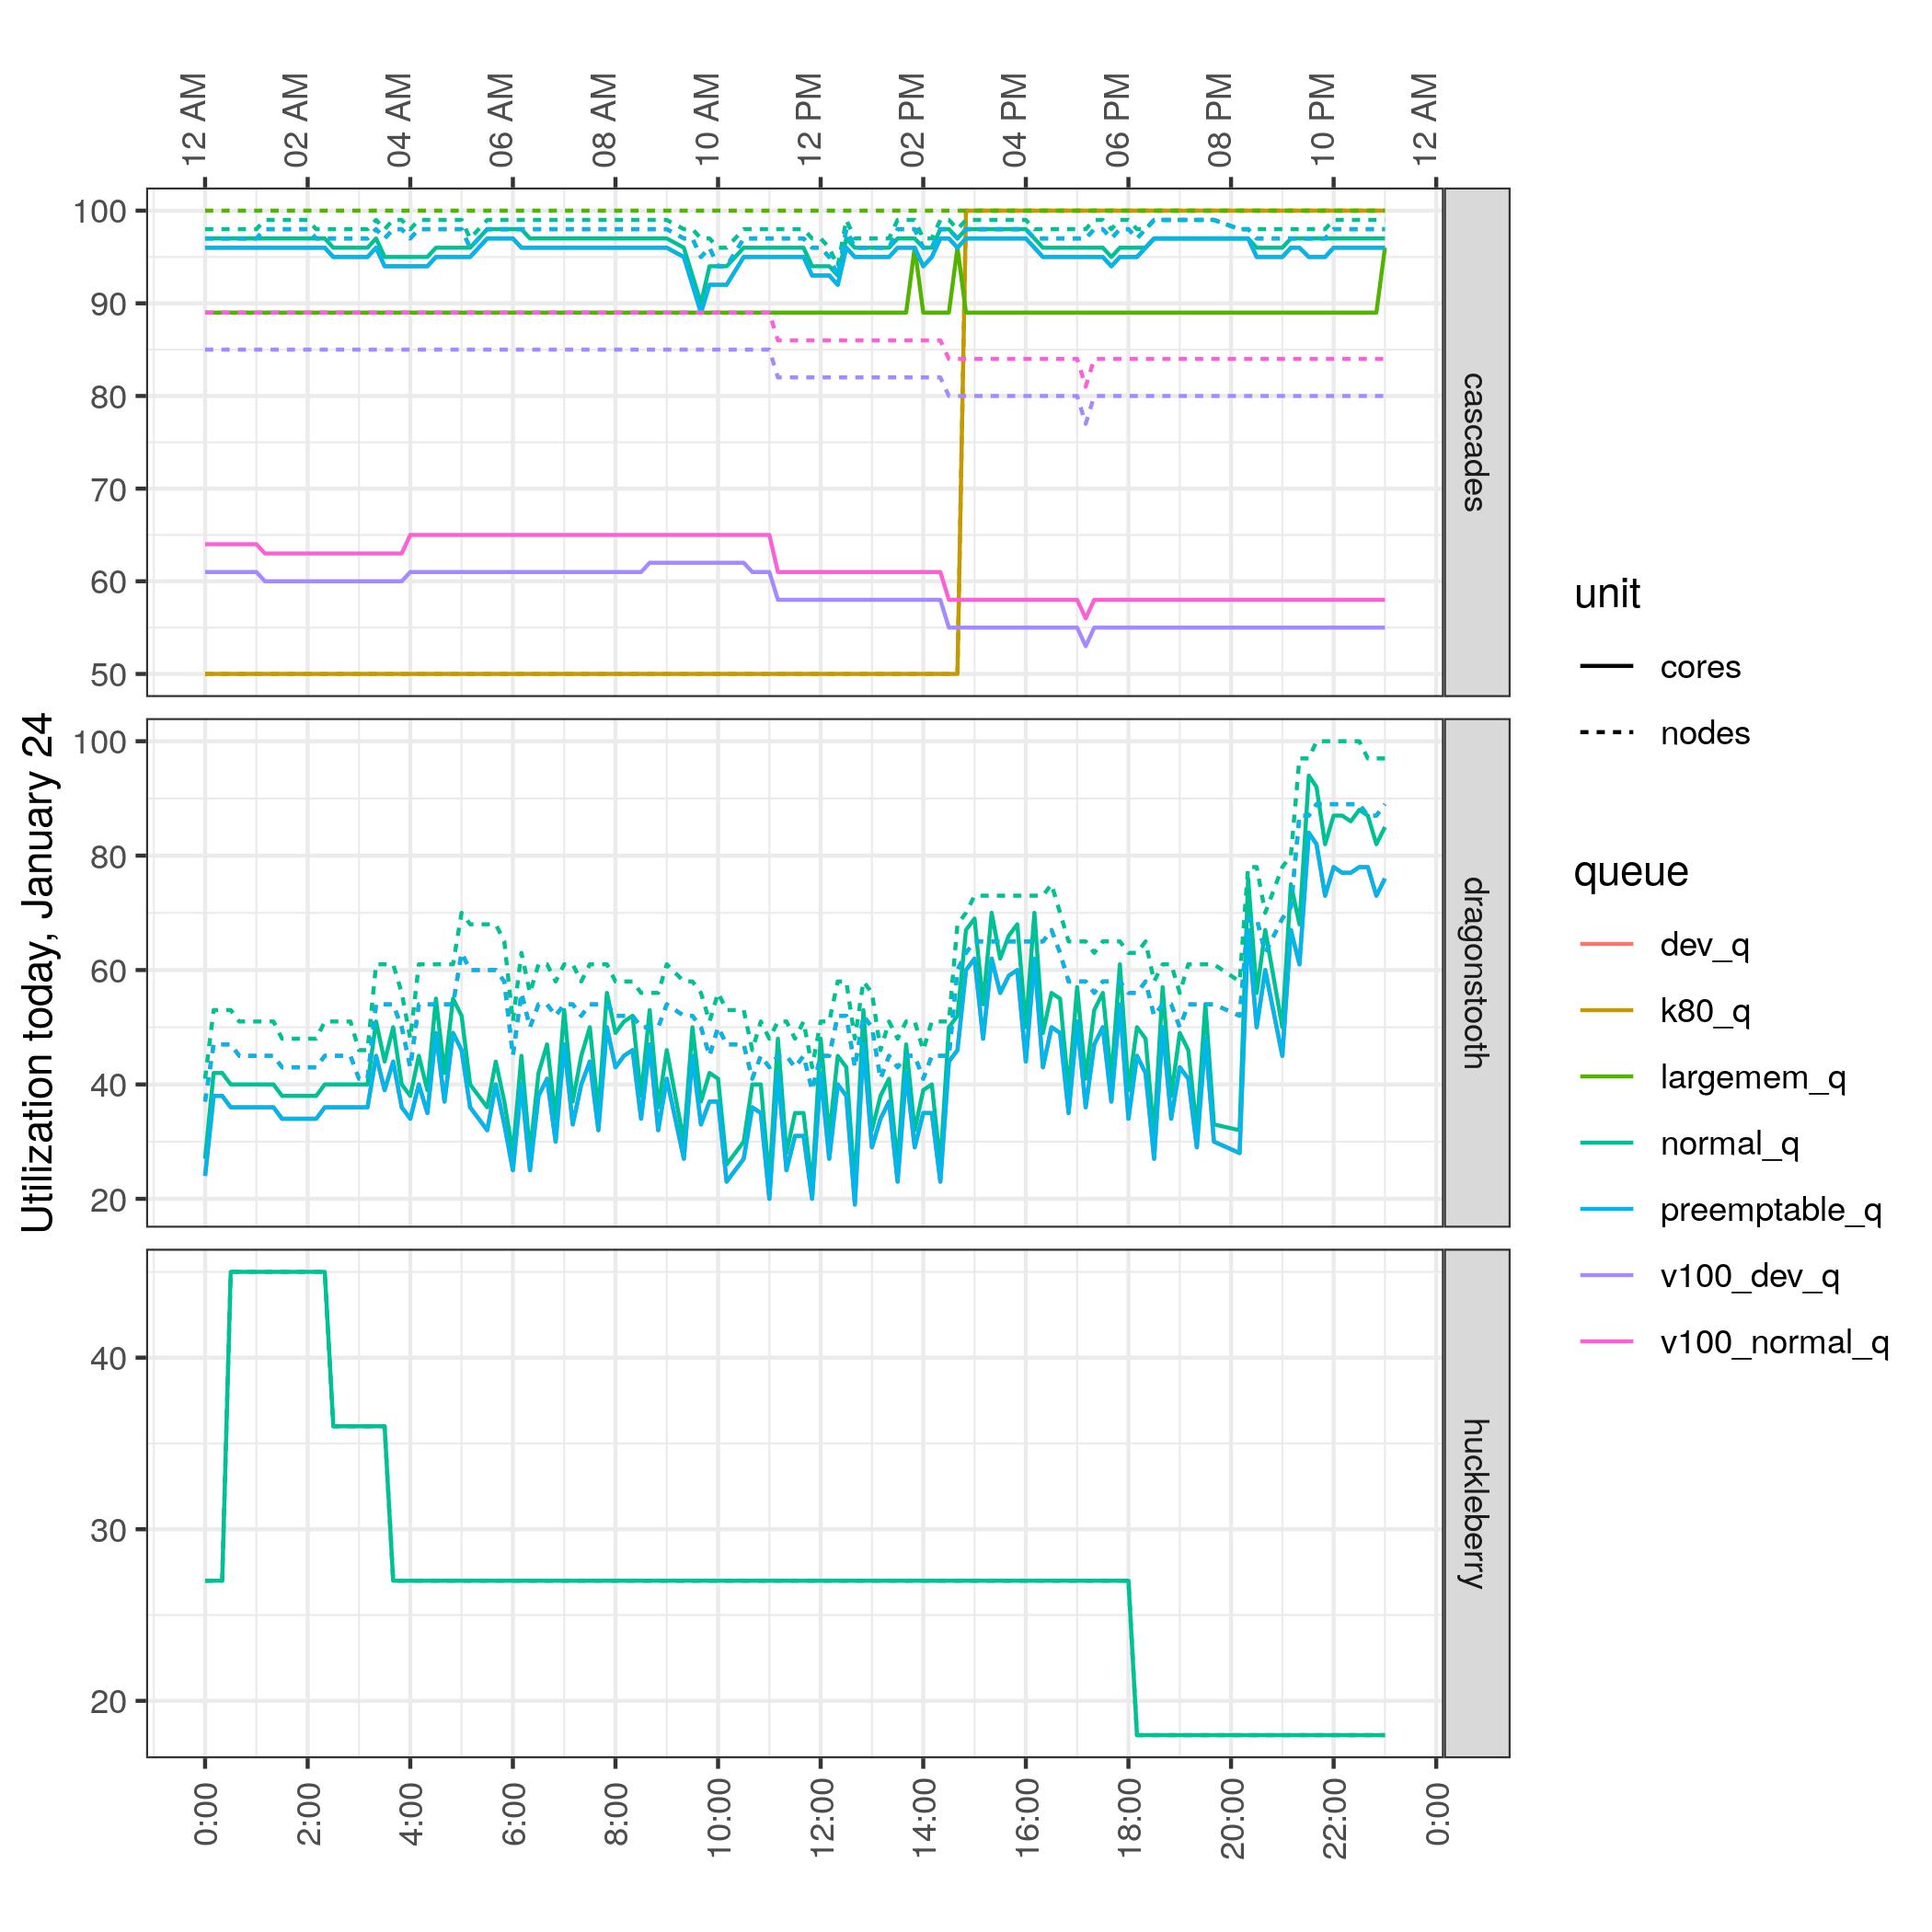 12 AM
02 AM
04 AM
06 AM
08 AM
10 AM
12 PM
02 PM
04 PM
06 PM
08 PM
10 PM
12 AM
Utilization today, January 24
100
90
80
70
60
50
cascades
100
80
60
40
20
dragonstooth
40
30
20
huckleberry
0:00
2:00
4:00
6:00
8:00
10:00
12:00
14:00
16:00
18:00
20:00
22:00
0:00
unit
cores
nodes
queue
dev_q
k80_q
largemem_q
normal_q
preemptable_q
v100_dev_q
v100_normal_q